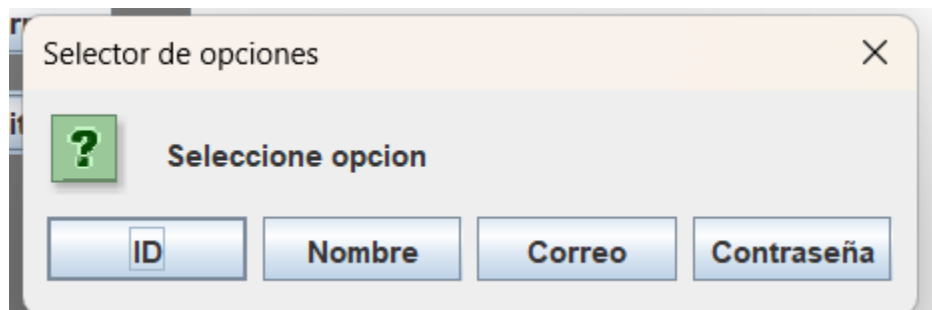 Selector de opciones
Seleccione opcion
ID
Nombre
Correo
Contraseña